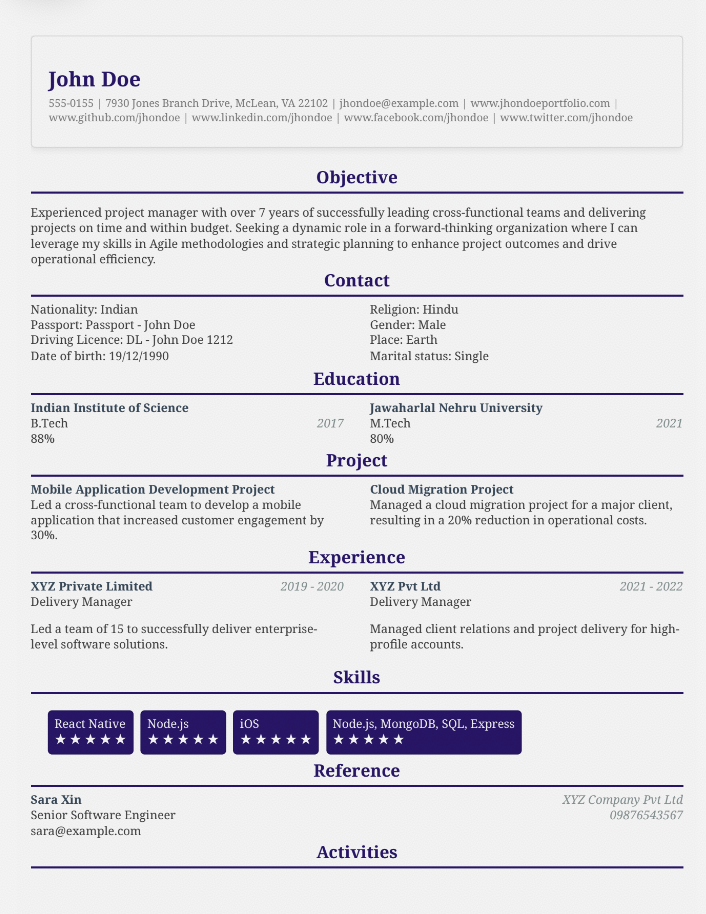 John Doe
555-0155 | 7930 Jones Branch Drive, McLean, VA 22102 | jhondoe@example.com | www.jhondoeportfolio.com |
www.github.com/jhondoe | www.linkedin.com/jhondoe | www.facebook.com/jhondoe | www.twitter.com/jhondoe
Objective
Experienced project manager with over 7 years of successfully leading cross-functional teams and delivering
projects on time and within budget. Seeking a dynamic role in a forward-thinking organization where I can
leverage my skills in Agile methodologies and strategic planning to enhance project outcomes and drive
operational efficiency.
Contact
Nationality: Indian
Passport: Passport - John Doe
Driving Licence: DL - John Doe 1212
Date of birth: 19/12/1990
Religion: Hindu
Gender: Male
Place: Earth
Marital status: Single
Education
Indian Institute of Science
B.Tech 2017
88%
Jawaharlal Nehru University
M.Tech 2021
80%
Project
Mobile Application Development Project
Led a cross-functional team to develop a mobile
application that increased customer engagement by
30%.
Cloud Migration Project
Managed a cloud migration project for a major client,
resulting in a 20% reduction in operational costs.
Experience
XYZ Private Limited 2019 - 2020
Delivery Manager
Led a team of 15 to successfully deliver enterprise-
level software solutions.
XYZ Pvt Ltd 2021 - 2022
Delivery Manager
Managed client relations and project delivery for high-
profile accounts.
Skills
React Native
★★★★★
Node.js
★★★★★
iOS
★★★★★
Node.js, MongoDB, SQL, Express
★★★★★
Reference
Sara Xin XYZ Company Pvt Ltd
Senior Software Engineer 09876543567
sara@example.com
Activities